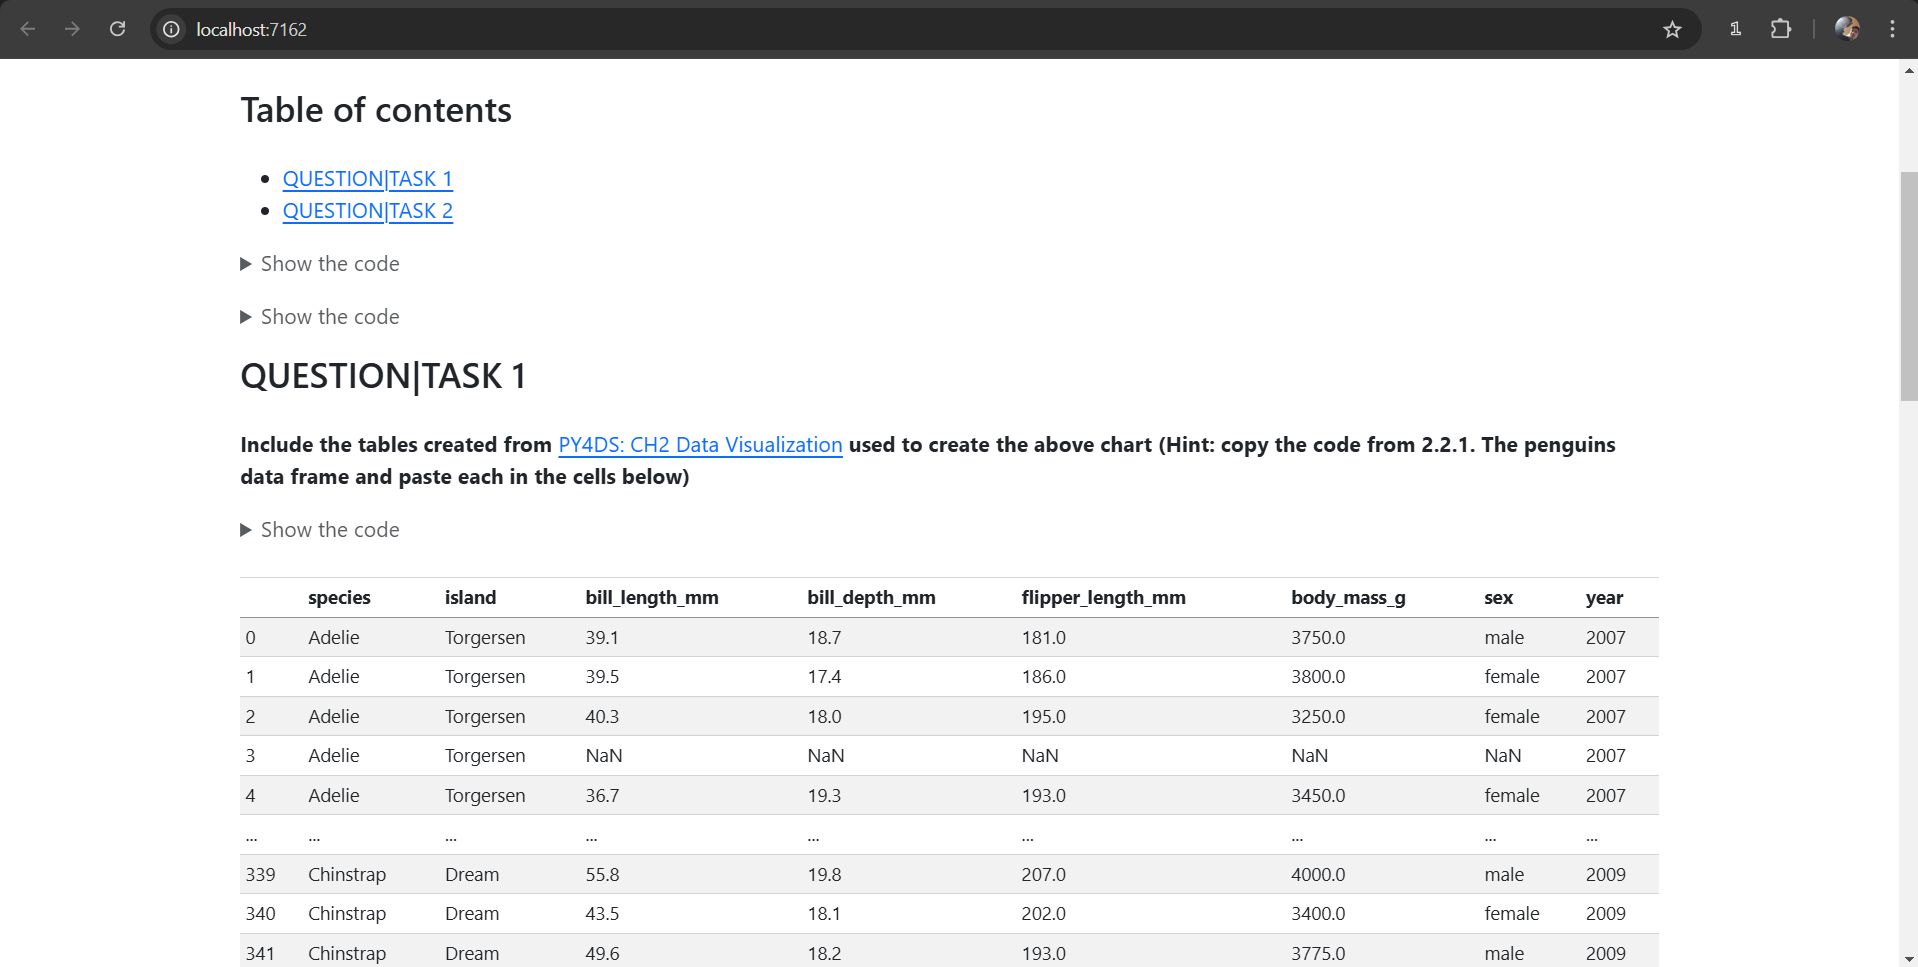 localhost:7162
1
Table of contents
QUESTION|TASK 1
QUESTION|TASK 2
Show the code
Show the code
QUESTION|TASK 1
Include the tables created from PY4DS: CH2 Data Visualization used to create the above chart (Hint: copy the code from 2.2.1. The penguins
data frame and paste each in the cells below)
Show the code
species island bill_length_mm bill_depth_mm flipper_length_mm body_mass_g sex year
0 Adelie Torgersen 39.1 18.7 181.0 3750.0 male 2007
1 Adelie Torgersen 39.5 17.4 186.0 3800.0 female 2007
2 Adelie Torgersen 40.3 18.0 195.0 3250.0 female 2007
3 Adelie Torgersen NaN NaN NaN NaN NaN 2007
4 Adelie Torgersen 36.7 19.3 193.0 3450.0 female 2007
... ... ... ... ... ... ... ... ...
339 Chinstrap Dream 55.8 19.8 207.0 4000.0 male 2009
340 Chinstrap Dream 43.5 18.1 202.0 3400.0 female 2009
341 Chinstrap Dream 49.6 18.2 193.0 3775.0 male 2009